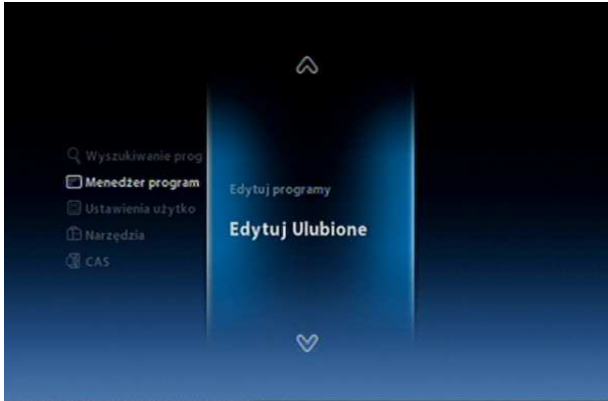 Wyszukiwanie prog
Menedżer program
Ustawienia użytko
Narzędzia
CAS
Edytuj programy
Edytuj Ulubione